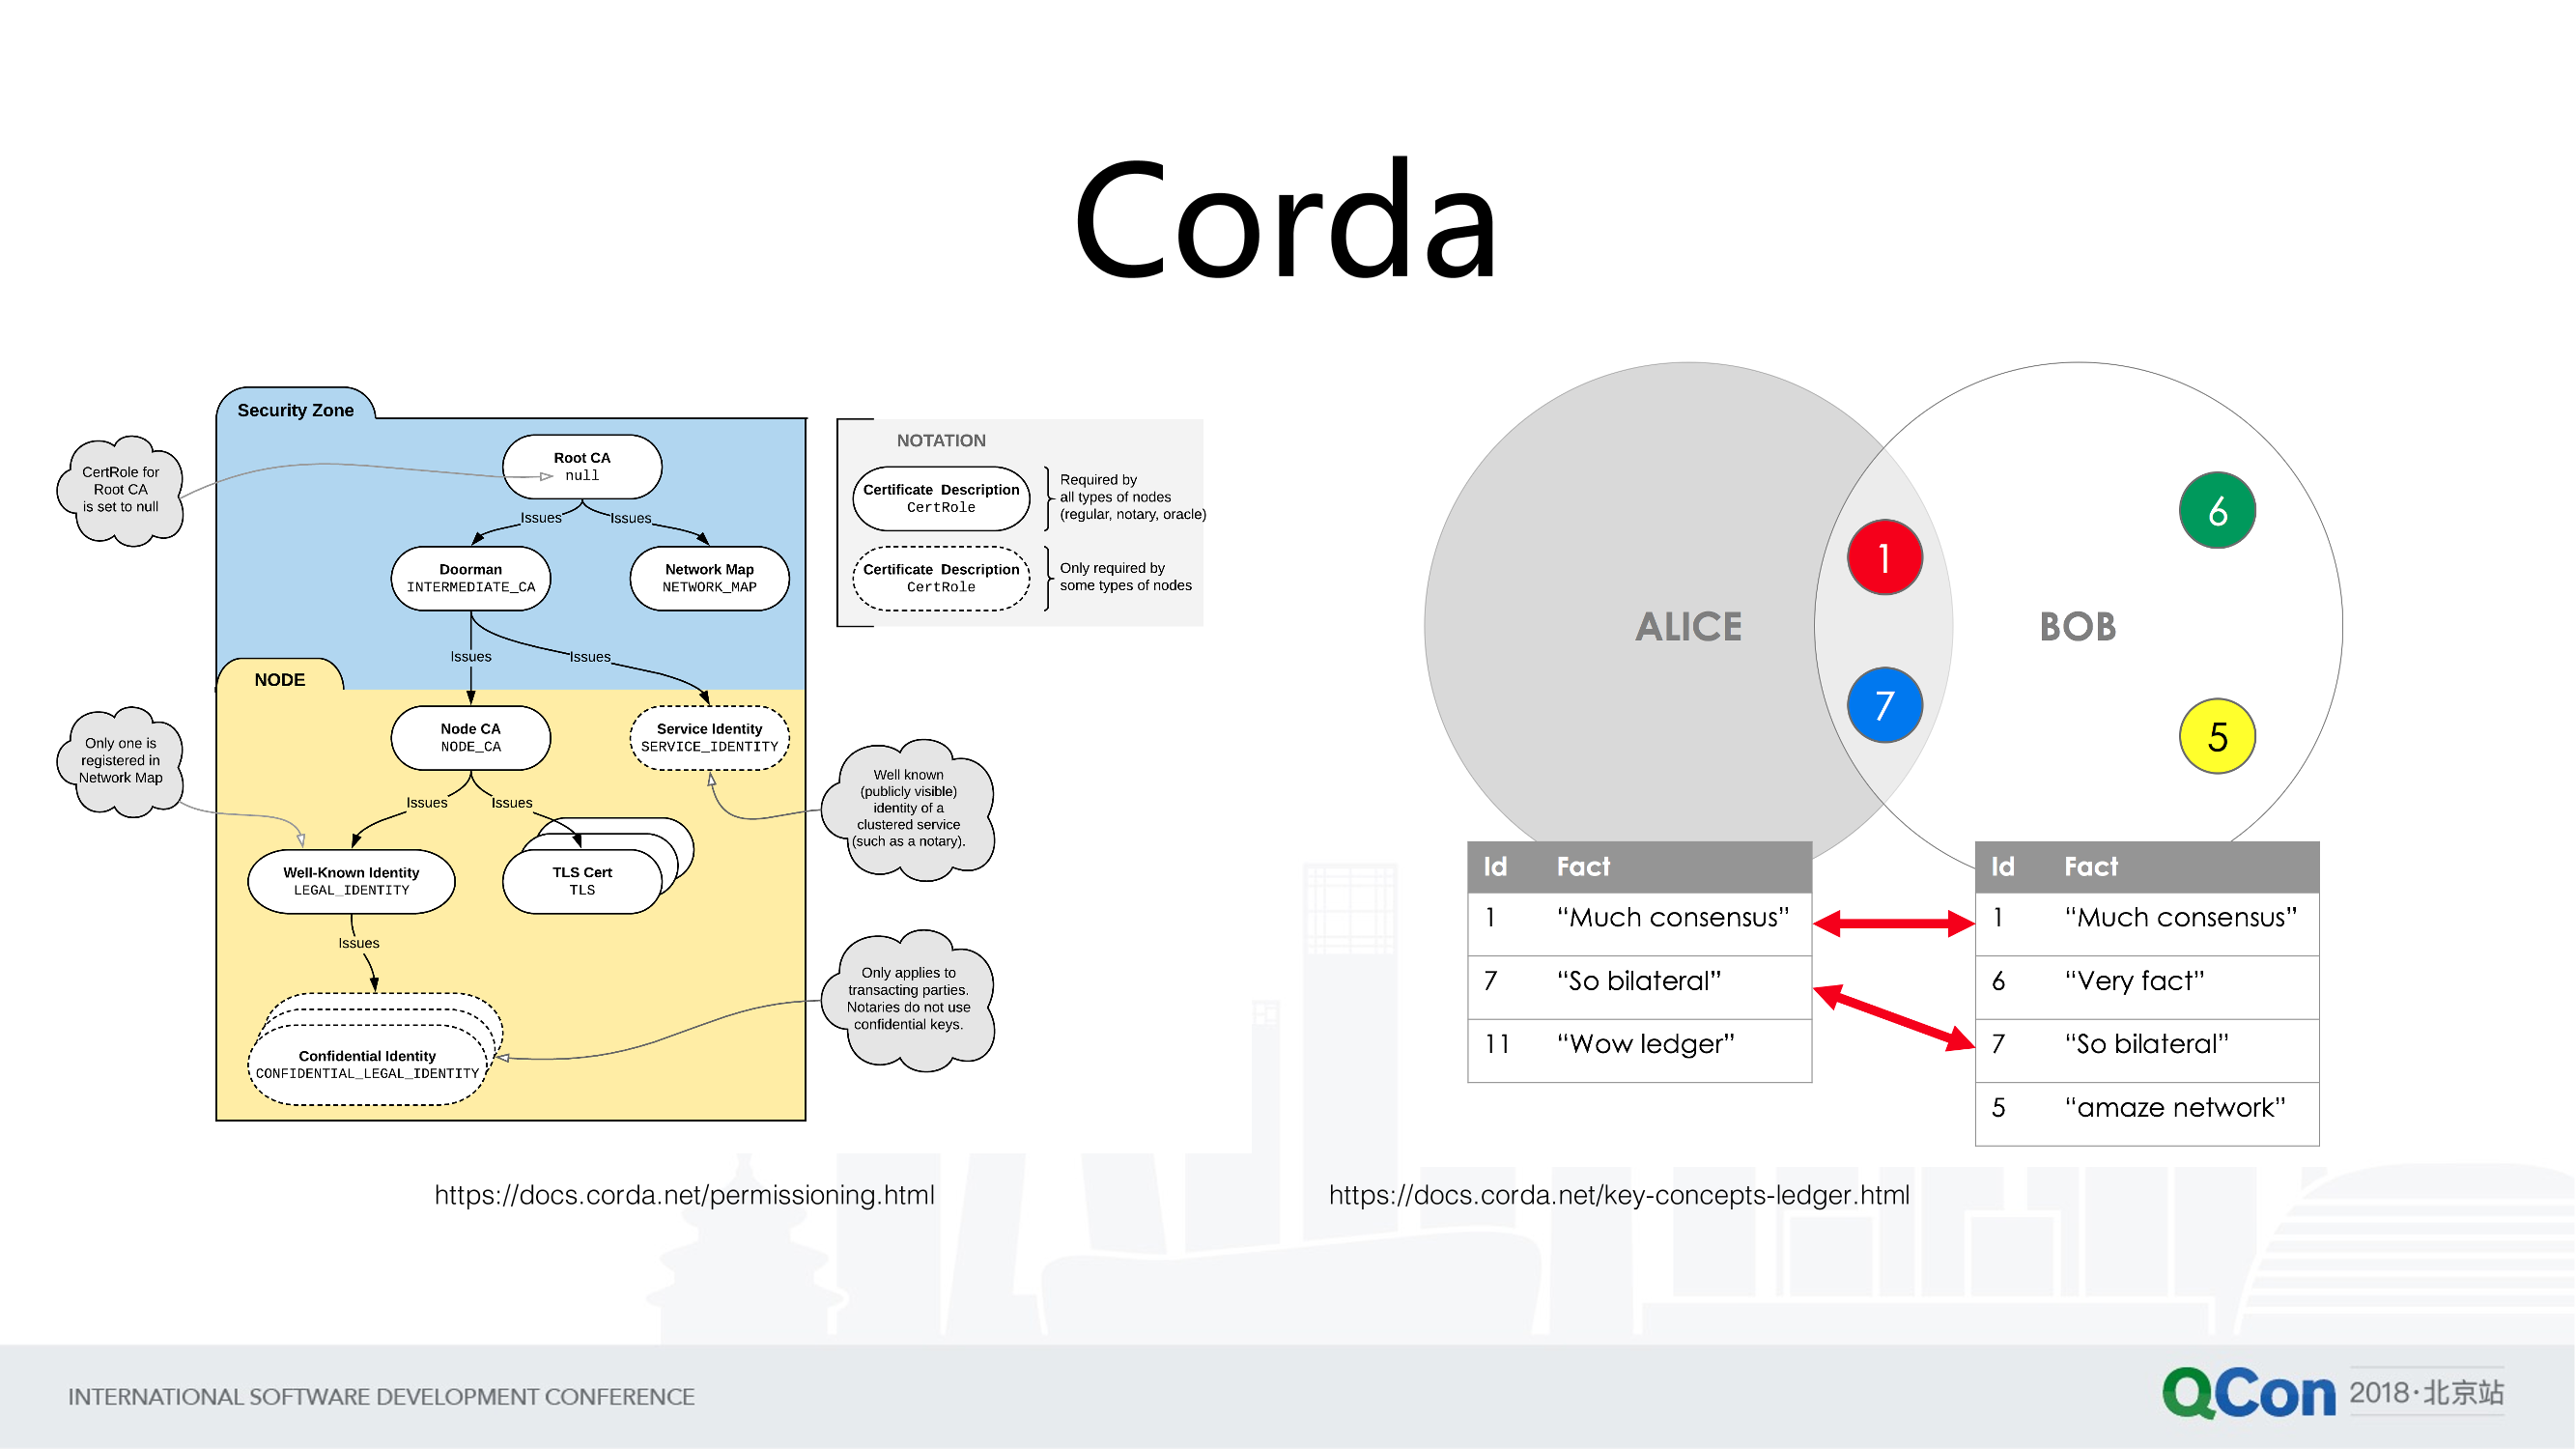 Corda
Security Zone
CertRole for
Root CA
is set to null
Root CA
null
Issues
Issues
Doorman
INTERMEDIATE_CA
Network Map
NETWORK_MAP
Issues
Issues
NODE
Only one is
registered in
Network Map
Node CA
NODE_CA
Service Identity
SERVICE_IDENTITY
Issues
Issues
Well-Known Identity
LEGAL_IDENTITY
TLS Cert
TLS
Issues
Confidential Identity
CONFIDENTIAL_LEGAL_IDENTITY
Well known
(publicly visible)
identity of a
clustered service
(such as a notary).
Only applies to
transacting parties.
Notaries do not use
confidential keys.
NOTATION
Certificate Description
CertRole
Required by
all types of nodes
(regular, notary, oracle)
Certificate Description
CertRole
Only required by
some types of nodes
https://docs.corda.net/permissioning.html
ALICE
BOB
1
7
6
5
Id Fact
1 “Much consensus”
7 “So bilateral”
11 “Wow ledger”
Id Fact
1 “Much consensus”
6 “Very fact”
7 “So bilateral”
5 “amaze network”
https://docs.corda.net/key-concepts-ledger.html
INTERNATIONAL SOFTWARE DEVELOPMENT CONFERENCE
QCon 2018·北京站